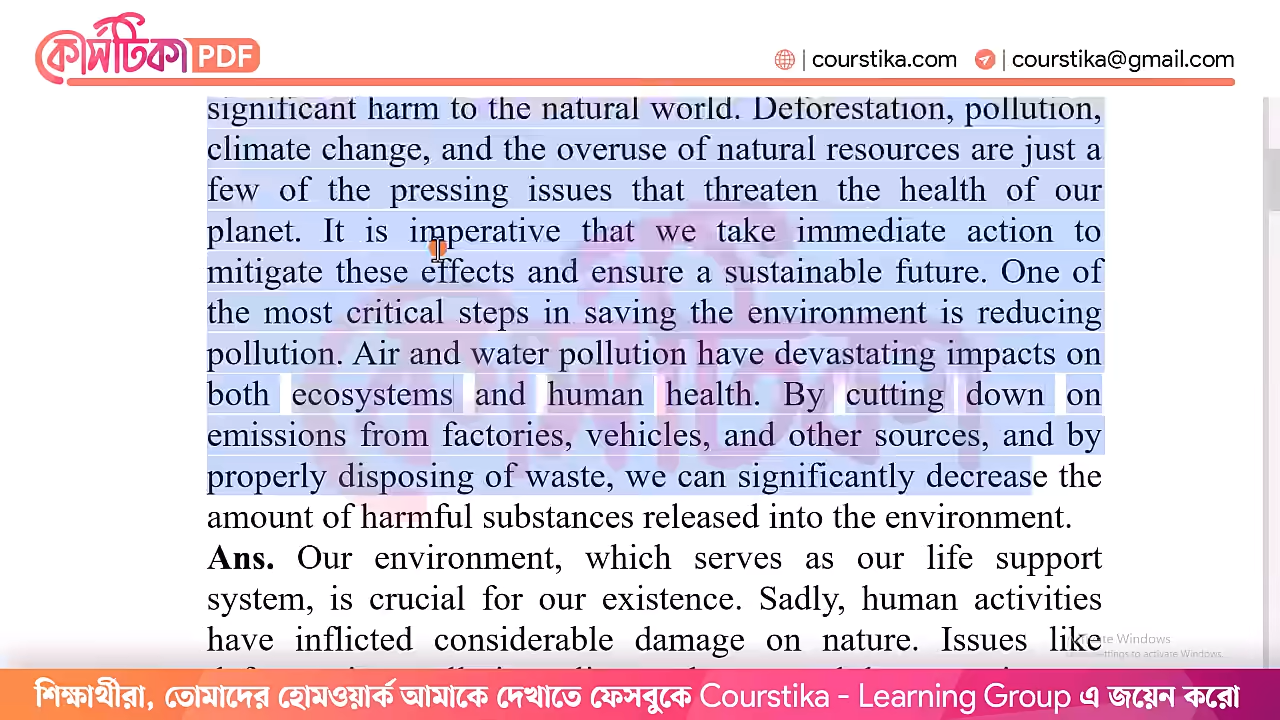 কোর্সটিকা PDF
| courstika.com
| courstika@gmail.com
significant harm to the natural world. Deforestation, pollution,
climate change, and the overuse of natural resources are just a
few of the pressing issues that threaten the health of our
planet. It is imperative that we take immediate action to
mitigate these effects and ensure a sustainable future. One of
the most critical steps in saving the environment is reducing
pollution. Air and water pollution have devastating impacts on
both ecosystems and human health. By cutting down on
emissions from factories, vehicles, and other sources, and by
properly disposing of waste, we can significantly decrease the
amount of harmful substances released into the environment.
Ans. Our environment, which serves as our life support
system, is crucial for our existence. Sadly, human activities
have inflicted considerable damage on nature. Issues like
শিক্ষার্থীরা, তোমাদের হোমওয়ার্ক আমাকে দেখাতে ফেসবুকে Courstika - Learning Group এ জয়েন করো